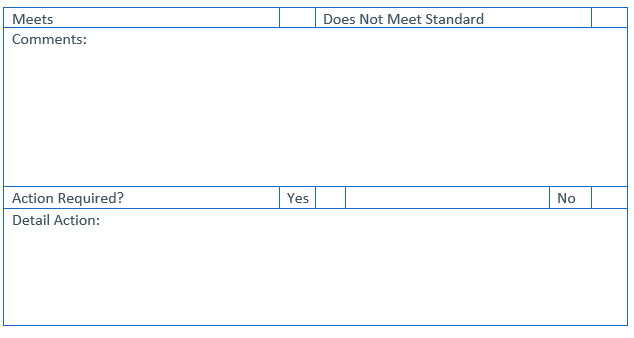 Meets Does Not Meet Standard
Comments:
Action Required? Yes No
Detail Action: